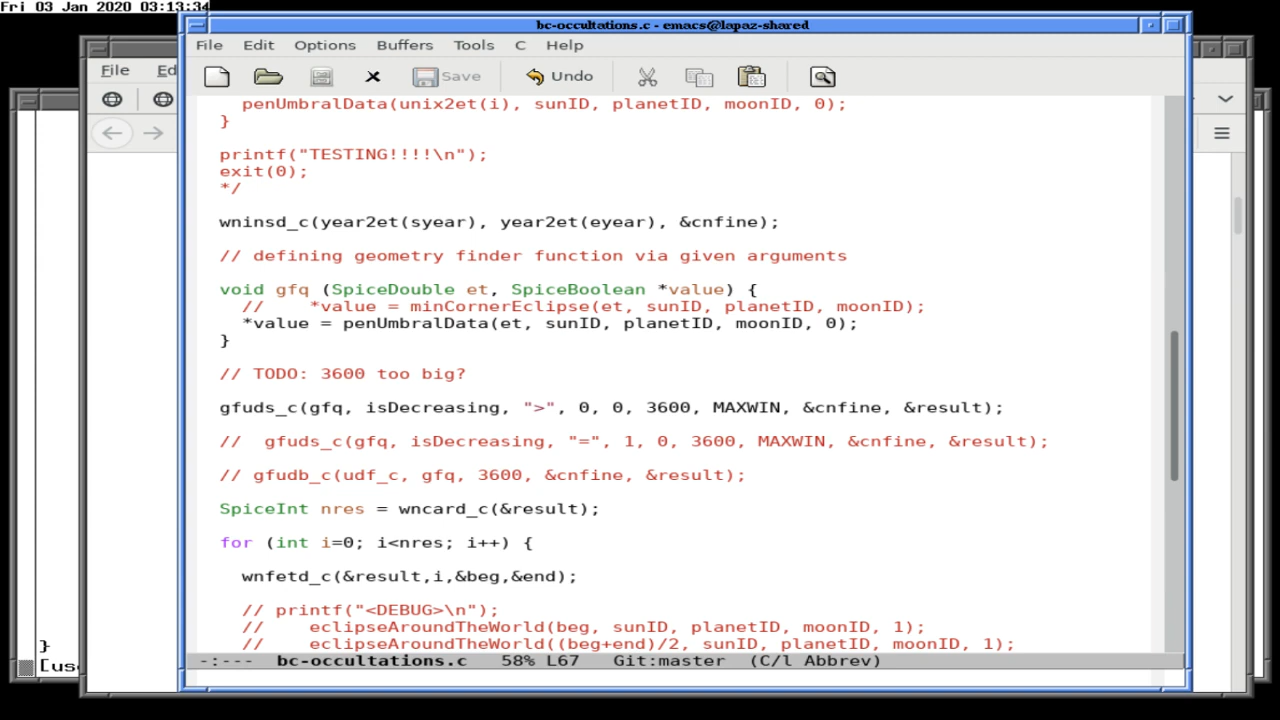 Fri 03 Jan 2020 03:13:34
bc-occultations.c - emacs@lapaz-shared
File Edit Options Buffers Tools C Help
File Ed
Save Undo
penUmbralData(unix2et(i), sunID, planetID, moonID, 0);
}
printf("TESTING!!!!\n");
exit(0);
*/
wninsd_c(year2et(syear), year2et(eyear), &cnfine);
// defining geometry finder function via given arguments
void gfq (SpiceDouble et, SpiceBoolean *value) {
//    *value = minCornerEclipse(et, sunID, planetID, moonID);
*value = penUmbralData(et, sunID, planetID, moonID, 0);
}
// TODO: 3600 too big?
gfuds_c(gfq, isDecreasing, ">", 0, 0, 3600, MAXWIN, &cnfine, &result);
//  gfuds_c(gfq, isDecreasing, "=", 1, 0, 3600, MAXWIN, &cnfine, &result);
// gfudb_c(udf_c, gfq, 3600, &cnfine, &result);
SpiceInt nres = wncard_c(&result);
for (int i=0; i<nres; i++) {
wnfetd_c(&result,i,&beg,&end);
// printf("<DEBUG>\n");
//    eclipseAroundTheWorld(beg, sunID, planetID, moonID, 1);
//    eclipseAroundTheWorld((beg+end)/2, sunID, planetID, moonID, 1);
}
[us
-:---  bc-occultations.c   58% L67   Git:master  (C/l Abbrev)